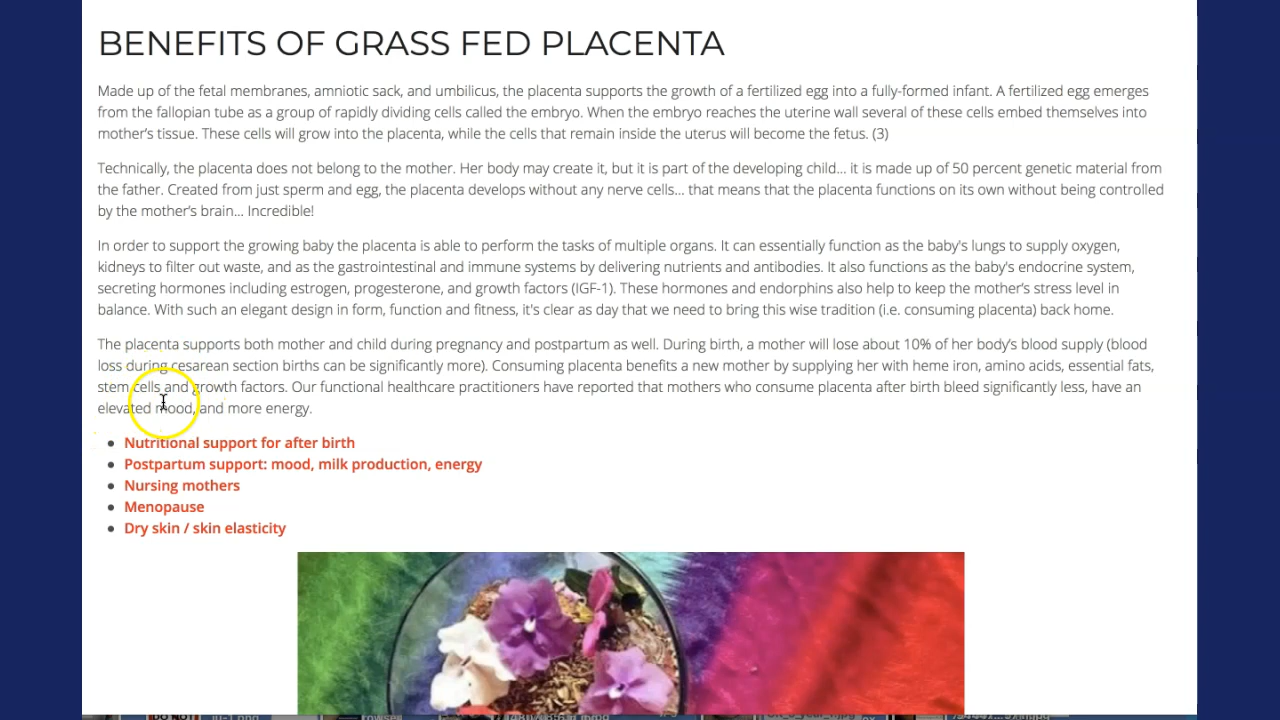 BENEFITS OF GRASS FED PLACENTA
Made up of the fetal membranes, amniotic sack, and umbilicus, the placenta supports the growth of a fertilized egg into a fully-formed infant. A fertilized egg emerges
from the fallopian tube as a group of rapidly dividing cells called the embryo. When the embryo reaches the uterine wall several of these cells embed themselves into
mother's tissue. These cells will grow into the placenta, while the cells that remain inside the uterus will become the fetus. (3)
Technically, the placenta does not belong to the mother. Her body may create it, but it is part of the developing child... it is made up of 50 percent genetic material from
the father. Created from just sperm and egg, the placenta develops without any nerve cells... that means that the placenta functions on its own without being controlled
by the mother's brain... Incredible!
In order to support the growing baby the placenta is able to perform the tasks of multiple organs. It can essentially function as the baby's lungs to supply oxygen,
kidneys to filter out waste, and as the gastrointestinal and immune systems by delivering nutrients and antibodies. It also functions as the baby's endocrine system,
secreting hormones including estrogen, progesterone, and growth factors (IGF-1). These hormones and endorphins also help to keep the mother's stress level in
balance. With such an elegant design in form, function and fitness, it's clear as day that we need to bring this wise tradition (i.e. consuming placenta) back home.
The placenta supports both mother and child during pregnancy and postpartum as well. During birth, a mother will lose about 10% of her body's blood supply (blood
loss during cesarean section births can be significantly more). Consuming placenta benefits a new mother by supplying her with heme iron, amino acids, essential fats,
stem cells and growth factors. Our functional healthcare practitioners have reported that mothers who consume placenta after birth bleed significantly less, have an
elevated mood, and more energy.
Nutritional support for after birth
Postpartum support: mood, milk production, energy
Nursing mothers
Menopause
Dry skin / skin elasticity